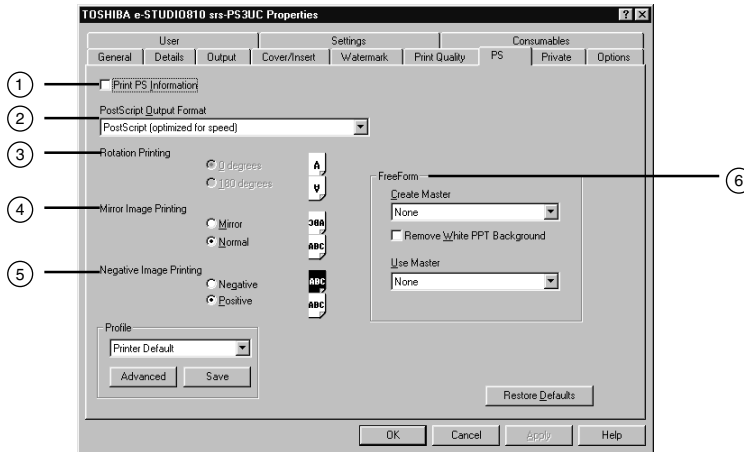 TOSHIBA e-STUDIO810 srs-PS3UC Properties
User Settings Consumables
General Details Output Cover/Insert Watermark Print Quality PS Private Options
1 Print PS Information
PostScript Output Format
2 PostScript (optimized for speed)
3 Rotation Printing
0 degrees A
180 degrees A
FreeForm 6
Create Master
None
Remove White PPT Background
Use Master
None
4 Mirror Image Printing
Mirror ABC
Normal ABC
5 Negative Image Printing
Negative ABC
Positive ABC
Profile
Printer Default
Advanced Save
Restore Defaults
OK Cancel Apply Help